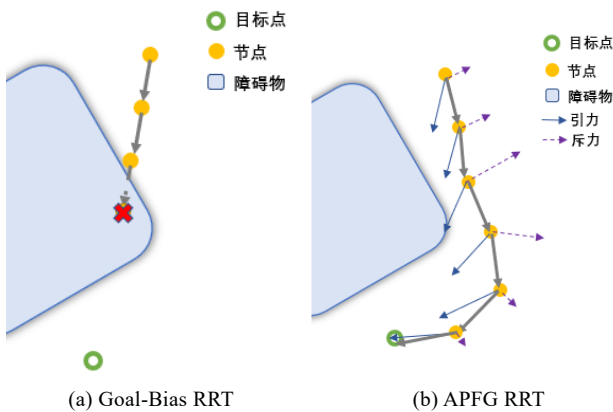 目标点
节点
障碍物
目标点
节点
障碍物
引力
斥力
(a) Goal-Bias RRT
(b) APFG RRT